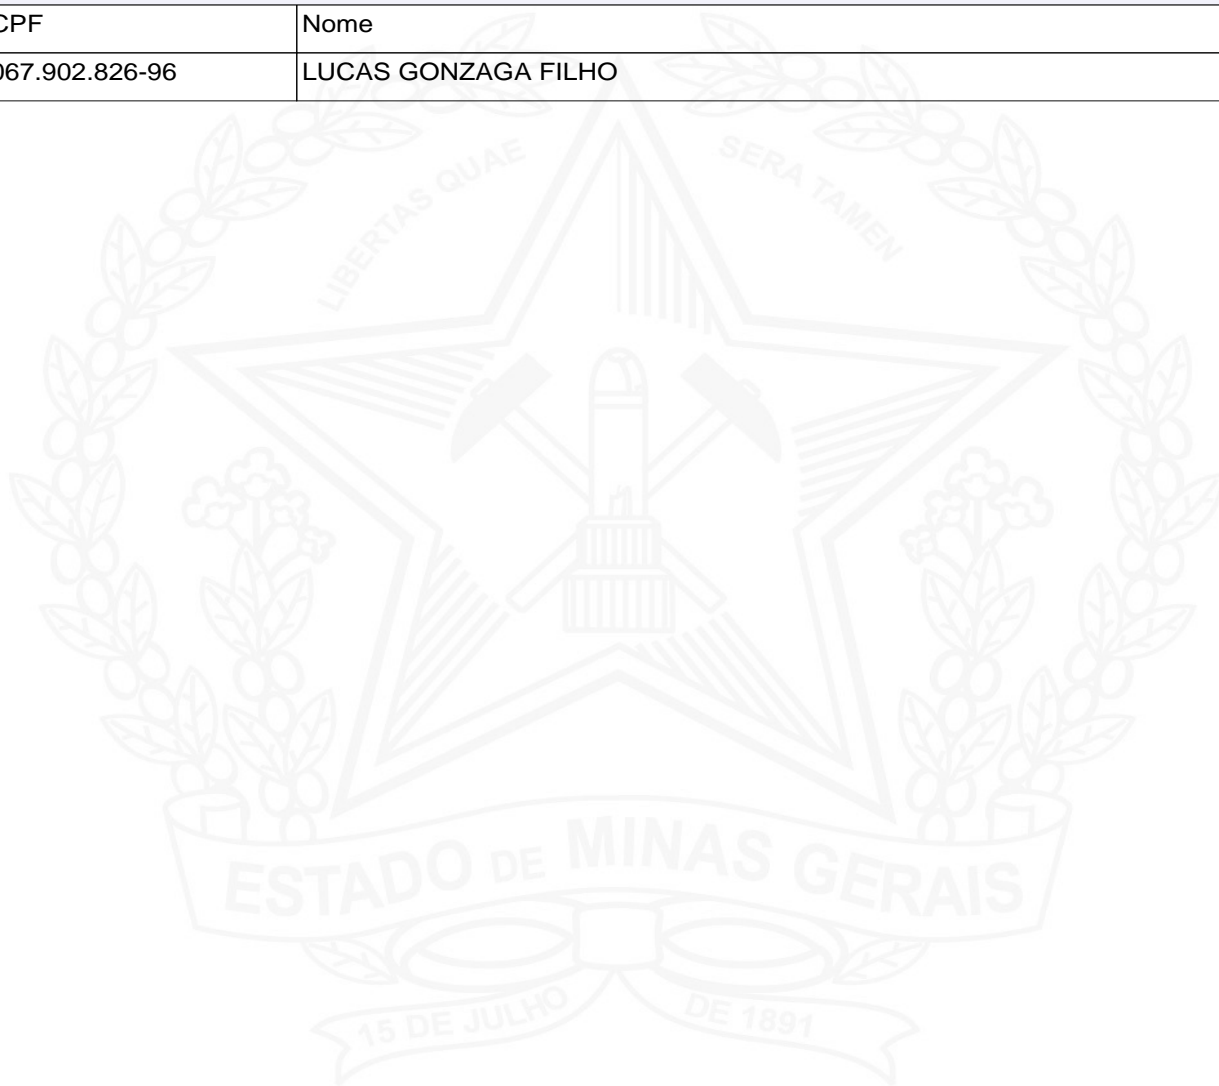 CPF Nome
067.902.826-96 LUCAS GONZAGA FILHO
LIBERTAS QUAE SERA TAMEN
ESTADO DE MINAS GERAIS
15 DE JULHO DE 1891